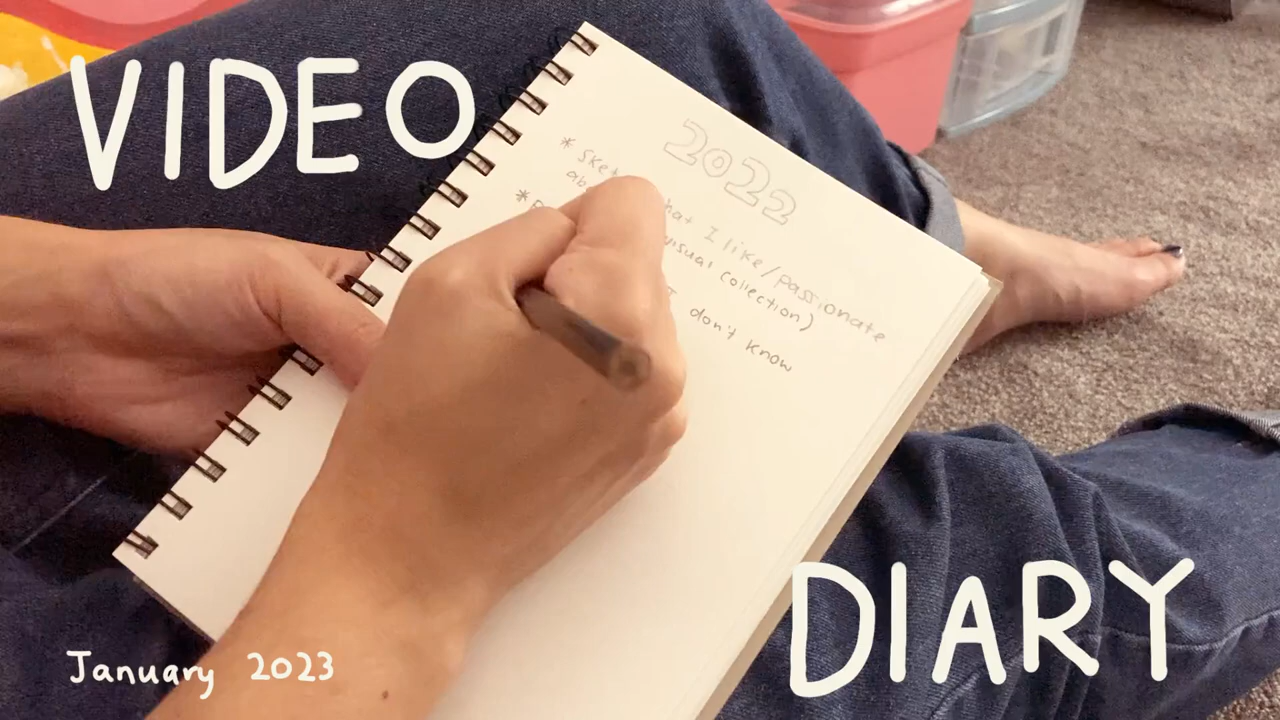 VIDEO
2022
* sket
ab hat I like/passionate
* visual collection)
don't know
DIARY
January 2023